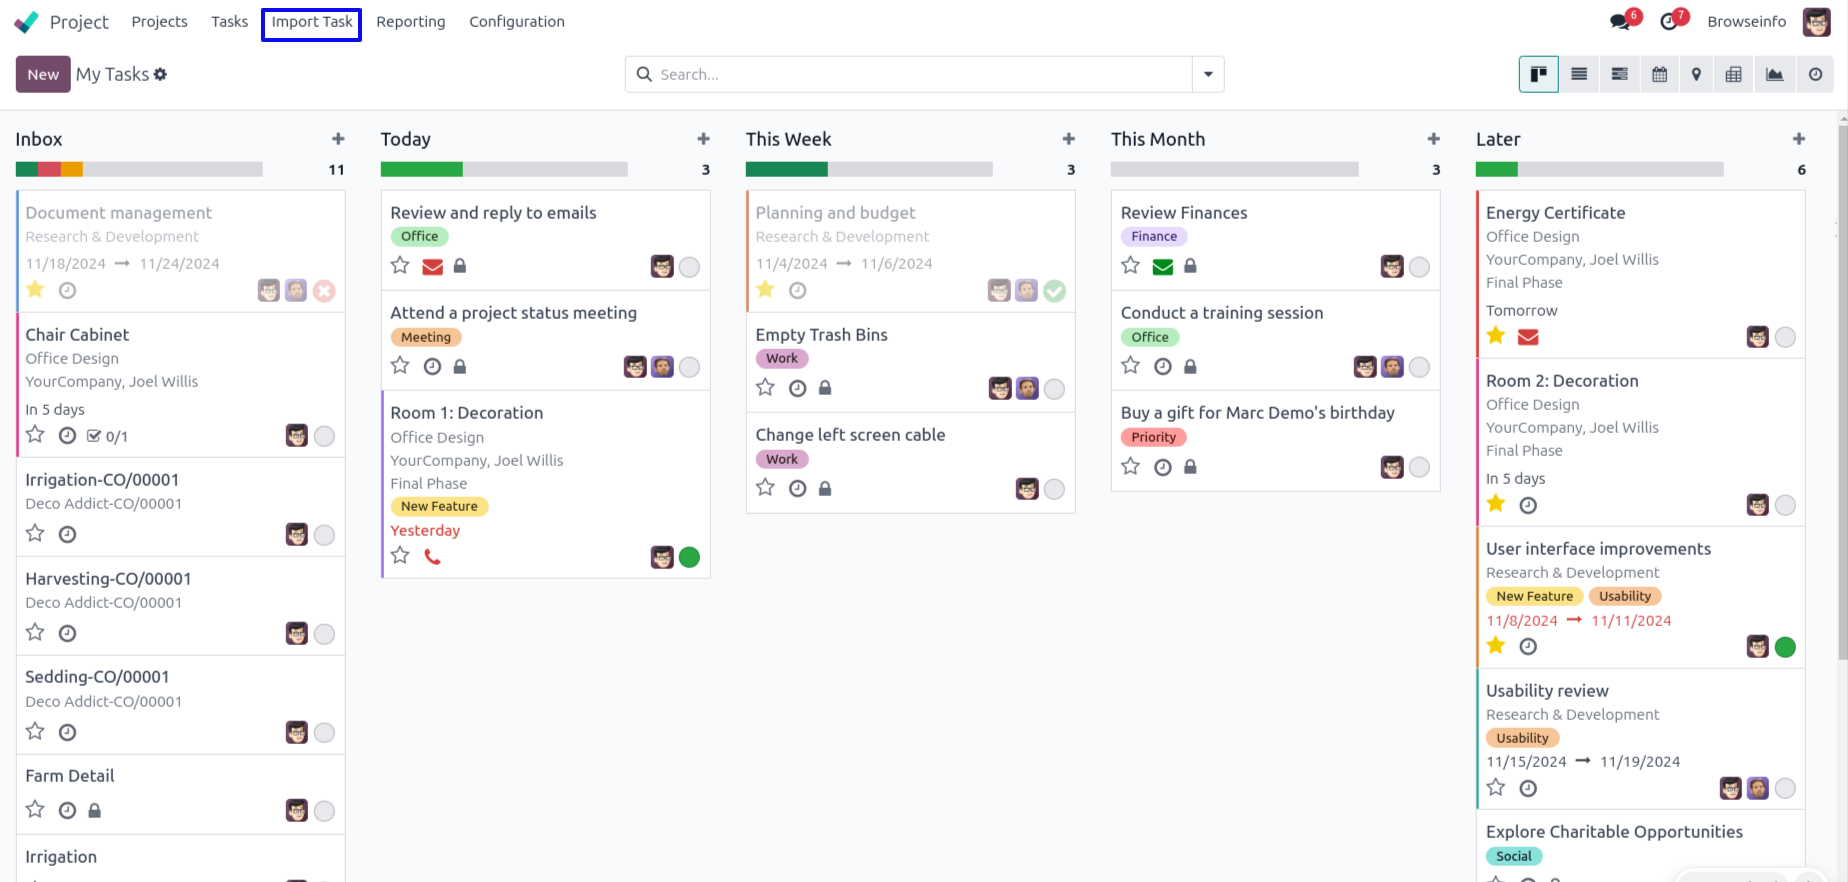 Project Projects Tasks Import Task Reporting Configuration 6 7 Browseinfo
New My Tasks Search...
Inbox
11
Document management
Research & Development
11/18/2024 → 11/24/2024
Chair Cabinet
Office Design
YourCompany, Joel Willis
In 5 days
0/1
Irrigation-CO/00001
Deco Addict-CO/00001
Harvesting-CO/00001
Deco Addict-CO/00001
Sedding-CO/00001
Deco Addict-CO/00001
Farm Detail
Irrigation
Today
3
Review and reply to emails
Office
Attend a project status meeting
Meeting
Room 1: Decoration
Office Design
YourCompany, Joel Willis
Final Phase
New Feature
Yesterday
This Week
3
Planning and budget
Research & Development
11/4/2024 → 11/6/2024
Empty Trash Bins
Work
Change left screen cable
Work
This Month
3
Review Finances
Finance
Conduct a training session
Office
Buy a gift for Marc Demo's birthday
Priority
Later
6
Energy Certificate
Office Design
YourCompany, Joel Willis
Final Phase
Tomorrow
Room 2: Decoration
Office Design
YourCompany, Joel Willis
Final Phase
In 5 days
User interface improvements
Research & Development
New Feature Usability
11/8/2024 → 11/11/2024
Usability review
Research & Development
Usability
11/15/2024 → 11/19/2024
Explore Charitable Opportunities
Social